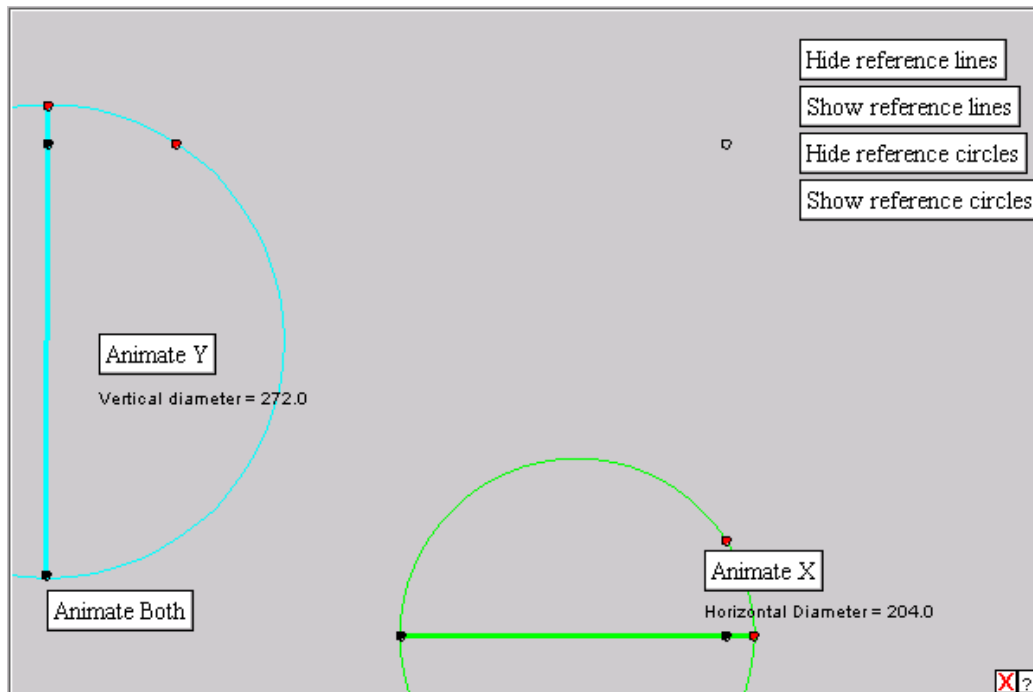 Hide reference lines
Show reference lines
Hide reference circles
Show reference circles
Animate Y
Vertical diameter = 272.0
Animate X
Animate Both
Horizontal Diameter = 204.0
X ?